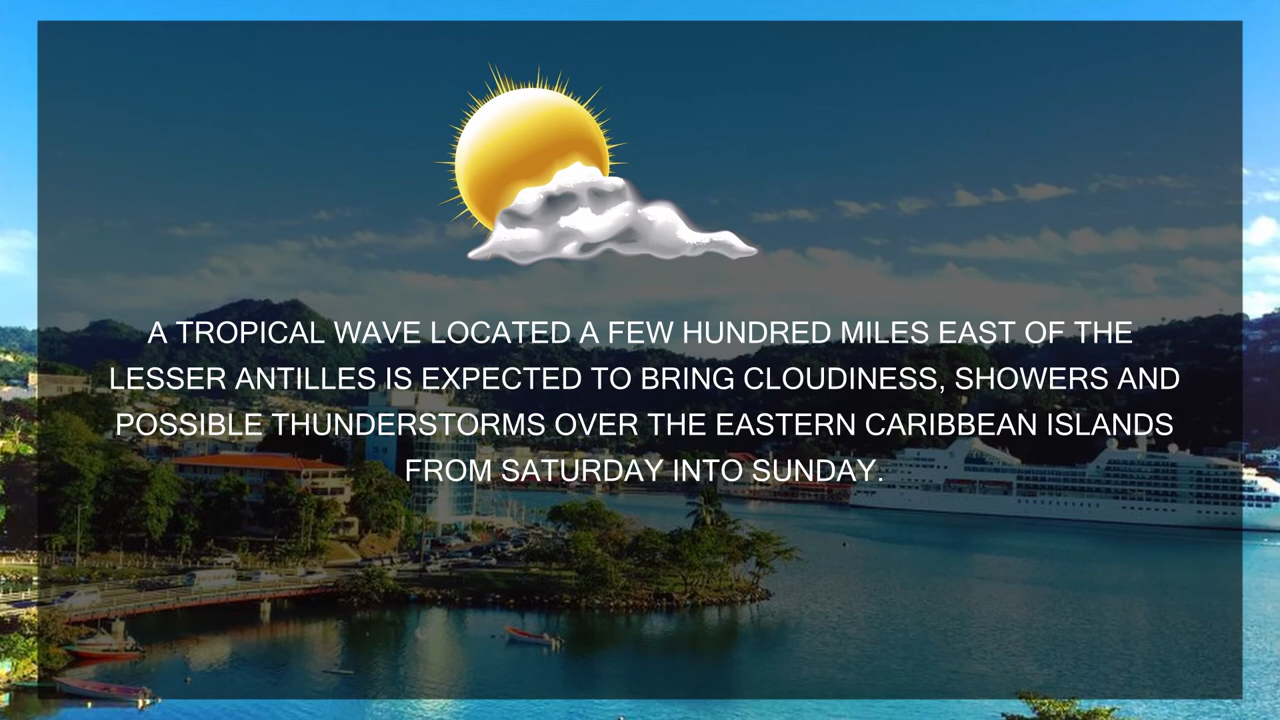 A TROPICAL WAVE LOCATED A FEW HUNDRED MILES EAST OF THE
LESSER ANTILLES IS EXPECTED TO BRING CLOUDINESS, SHOWERS AND
POSSIBLE THUNDERSTORMS OVER THE EASTERN CARIBBEAN ISLANDS
FROM SATURDAY INTO SUNDAY.